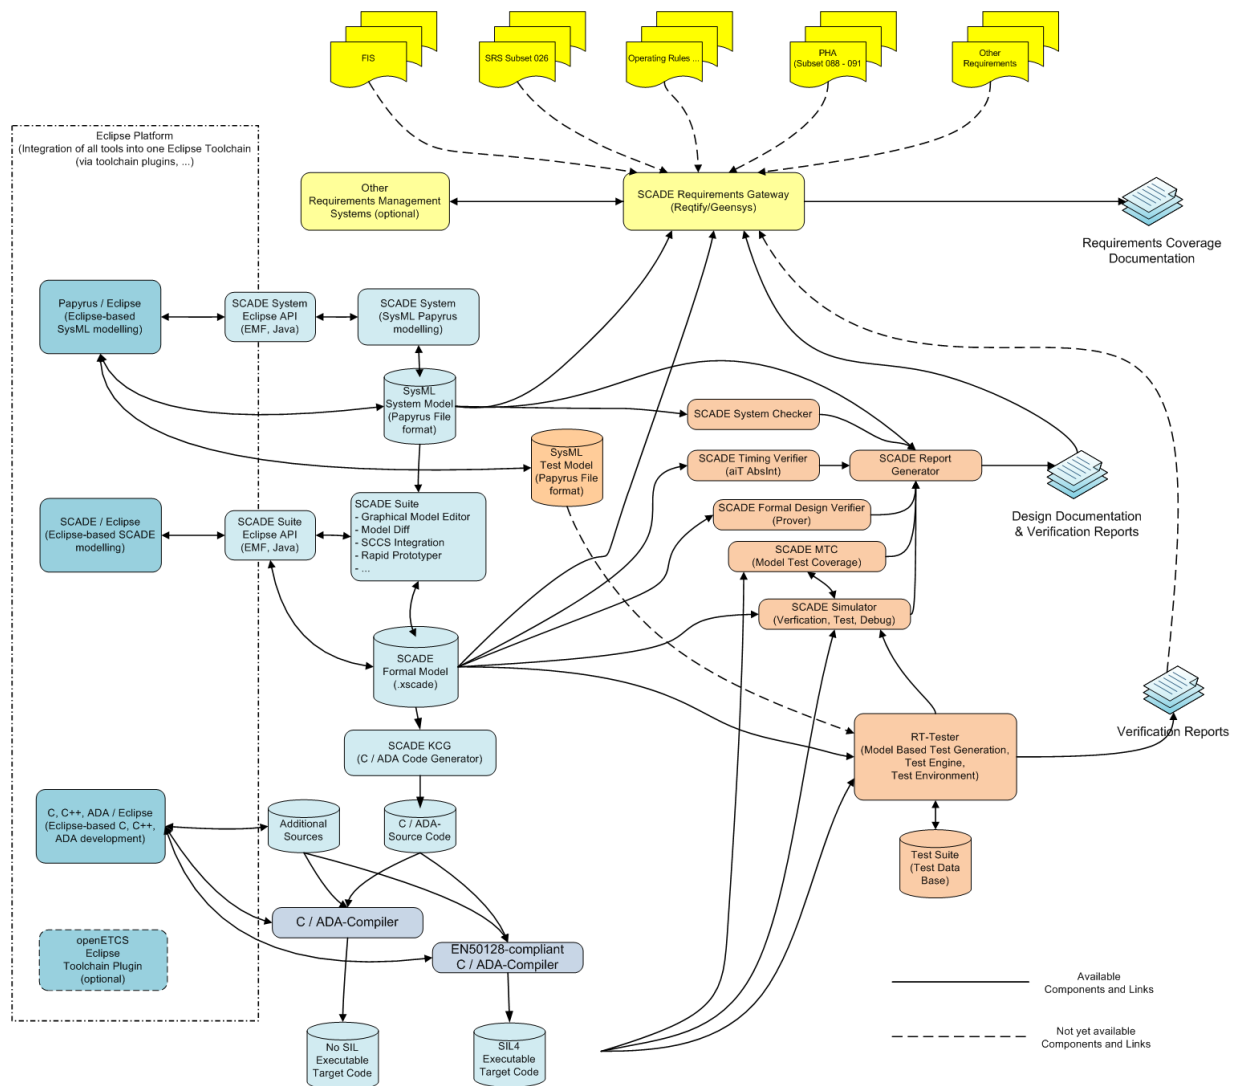 FIS
SRS Subset 026
Operating Rules ...
PHA
(Subset 088 - 091
Other
Requirements
Eclipse Platform
(Integration of all tools into one Eclipse Toolchain
(via toolchain plugins, ...)
Other
Requirements Management
Systems (optional)
SCADE Requirements Gateway
(Reqtify/Geensys)
Requirements Coverage
Documentation
Papyrus / Eclipse
(Eclipse-based
SysML modelling)
SCADE System
Eclipse API
(EMF, Java)
SCADE System
(SysML Papyrus
modelling)
SysML
System Model
(Papyrus File
format)
SCADE System Checker
SysML
Test Model
(Papyrus File
format)
SCADE Timing Verifier
(aiT AbsInt)
SCADE Report
Generator
SCADE / Eclipse
(Eclipse-based SCADE
modelling)
SCADE Suite
Eclipse API
(EMF, Java)
SCADE Suite
- Graphical Model Editor
- Model Diff
- SCCS Integration
- Rapid Prototyper
- ...
SCADE Formal Design Verifier
(Prover)
Design Documentation
& Verification Reports
SCADE MTC
(Model Test Coverage)
SCADE Simulator
(Verfication, Test, Debug)
SCADE
Formal Model
(.xscade)
RT-Tester
(Model Based Test Generation,
Test Engine,
Test Environment)
Verification Reports
SCADE KCG
(C / ADA Code Generator)
C, C++, ADA / Eclipse
(Eclipse-based C, C++,
ADA development)
Additional
Sources
C / ADA-
Source Code
Test Suite
(Test Data
Base)
C / ADA-Compiler
EN50128-compliant
C / ADA-Compiler
openETCS
Eclipse
Toolchain Plugin
(optional)
Available
Components and Links
Not yet available
Components and Links
No SIL
Executable
Target Code
SIL4
Executable
Target Code